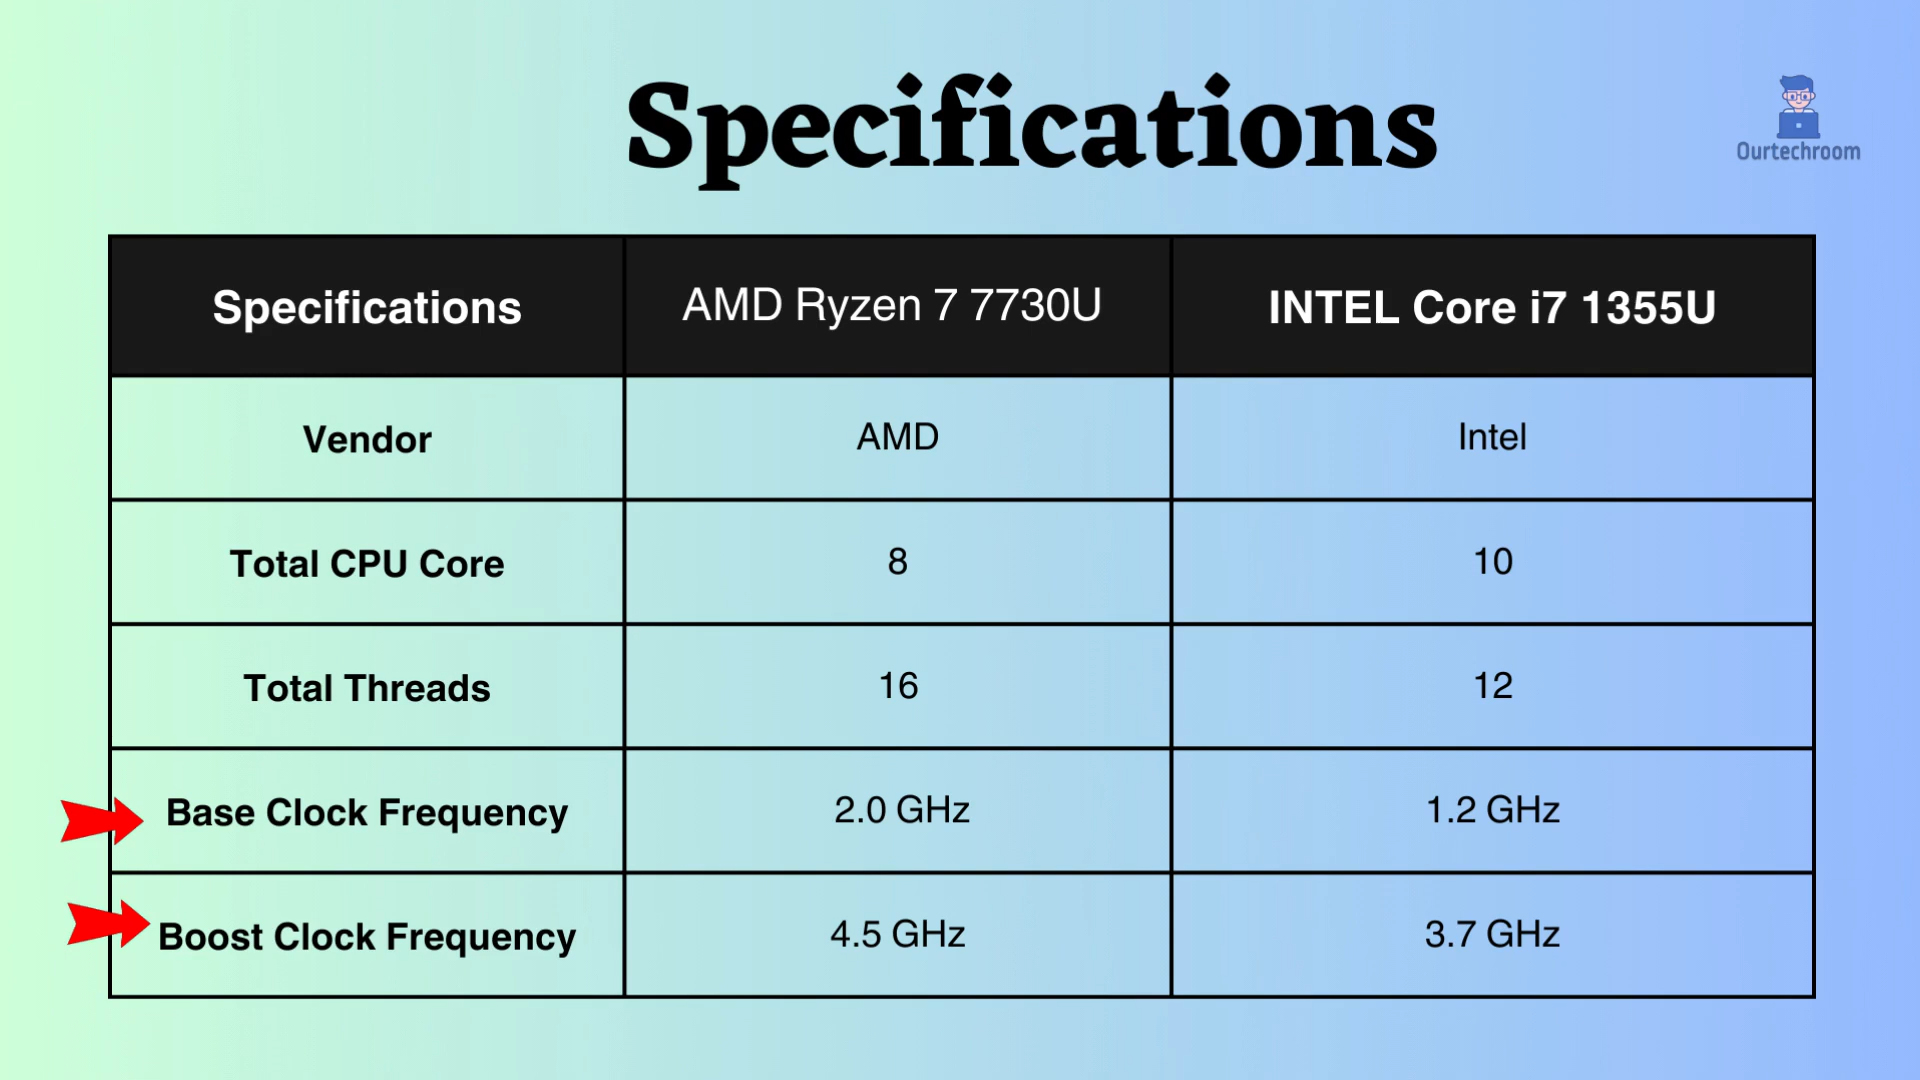 Specifications
Ourtechroom
Specifications AMD Ryzen 7 7730U INTEL Core i7 1355U
Vendor AMD Intel
Total CPU Core 8 10
Total Threads 16 12
Base Clock Frequency 2.0 GHz 1.2 GHz
Boost Clock Frequency 4.5 GHz 3.7 GHz